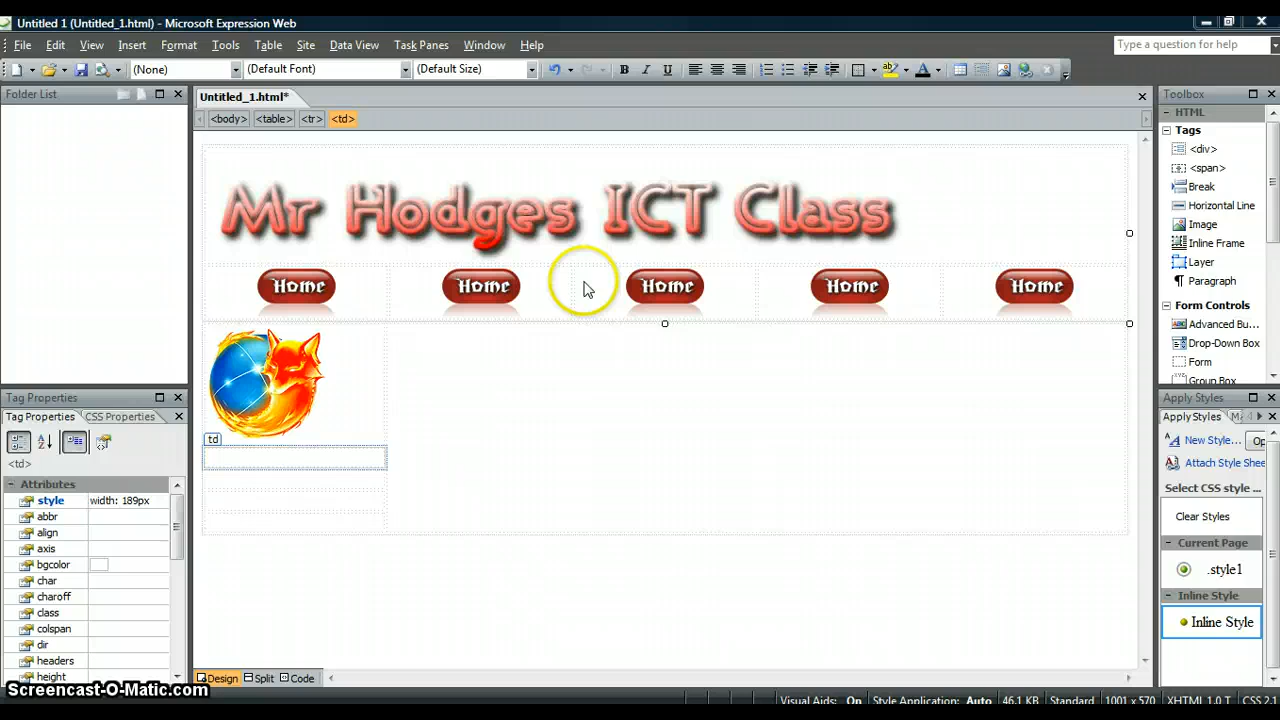 Untitled 1 (Untitled_1.html) - Microsoft Expression Web
File Edit View Insert Format Tools Table Site Data View Task Panes Window Help
Type a question for help
(None) (Default Font) (Default Size)
Folder List
Untitled_1.html*
<body> <table> <tr> <td>
Mr Hodges ICT Class
Home Home Home Home Home
td
Tag Properties
Tag Properties CSS Properties
<td>
Attributes
style width: 189px
abbr
align
axis
bgcolor
char
charoff
class
colspan
dir
headers
height
Design Split Code
Toolbox
HTML
Tags
<div>
<span>
Break
Horizontal Line
Image
Inline Frame
Layer
Paragraph
Form Controls
Advanced Bu...
Drop-Down Box
Form
Group Box
Apply Styles
Apply Styles M
New Style... Op
Attach Style Shee
Select CSS style ...
Clear Styles
Current Page
.style1
Inline Style
Inline Style
Screencast-O-Matic.com
Visual Aids: On Style Application: Auto 46.1 KB Standard 1001 x 570 XHTML 1.0 T CSS 2.1